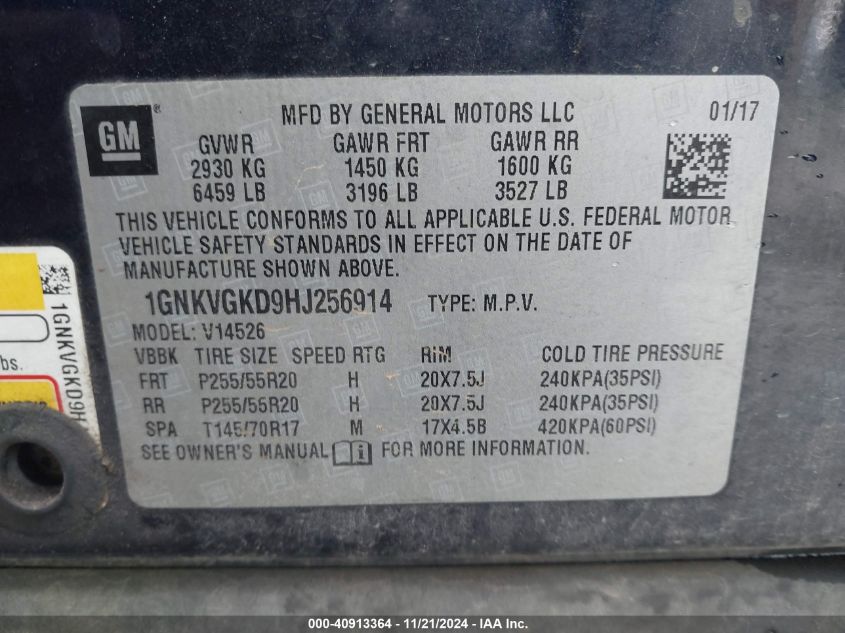 GM
MFD BY GENERAL MOTORS LLC 01/17
GVWR GAWR FRT GAWR RR
2930 KG 1450 KG 1600 KG
6459 LB 3196 LB 3527 LB
THIS VEHICLE CONFORMS TO ALL APPLICABLE U.S. FEDERAL MOTOR
VEHICLE SAFETY STANDARDS IN EFFECT ON THE DATE OF
MANUFACTURE SHOWN ABOVE.
1GNKVGKD9HJ256914 TYPE: M.P.V.
MODEL: V14526
VBBK TIRE SIZE SPEED RTG RIM COLD TIRE PRESSURE
FRT P255/55R20 H 20X7.5J 240KPA(35PSI)
RR P255/55R20 H 20X7.5J 240KPA(35PSI)
SPA T145/70R17 M 17X4.5B 420KPA(60PSI)
SEE OWNER'S MANUAL FOR MORE INFORMATION.
1GNKVGKD9H
bs.
000-40913364 - 11/21/2024 - IAA Inc.